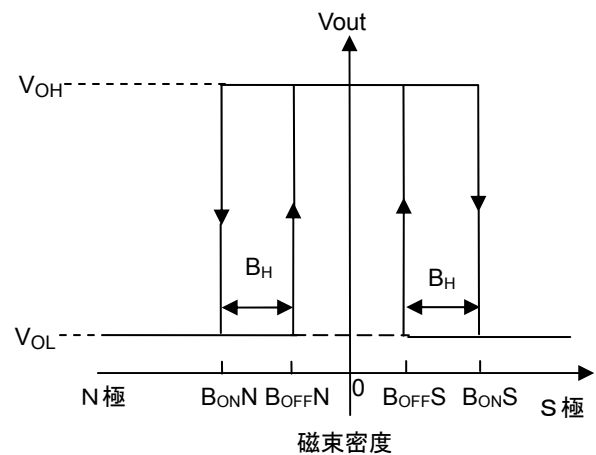 Vout
VOH
BH
BH
VOL
0
N極 BONN BOFFN BOFFS BONS S極
磁束密度